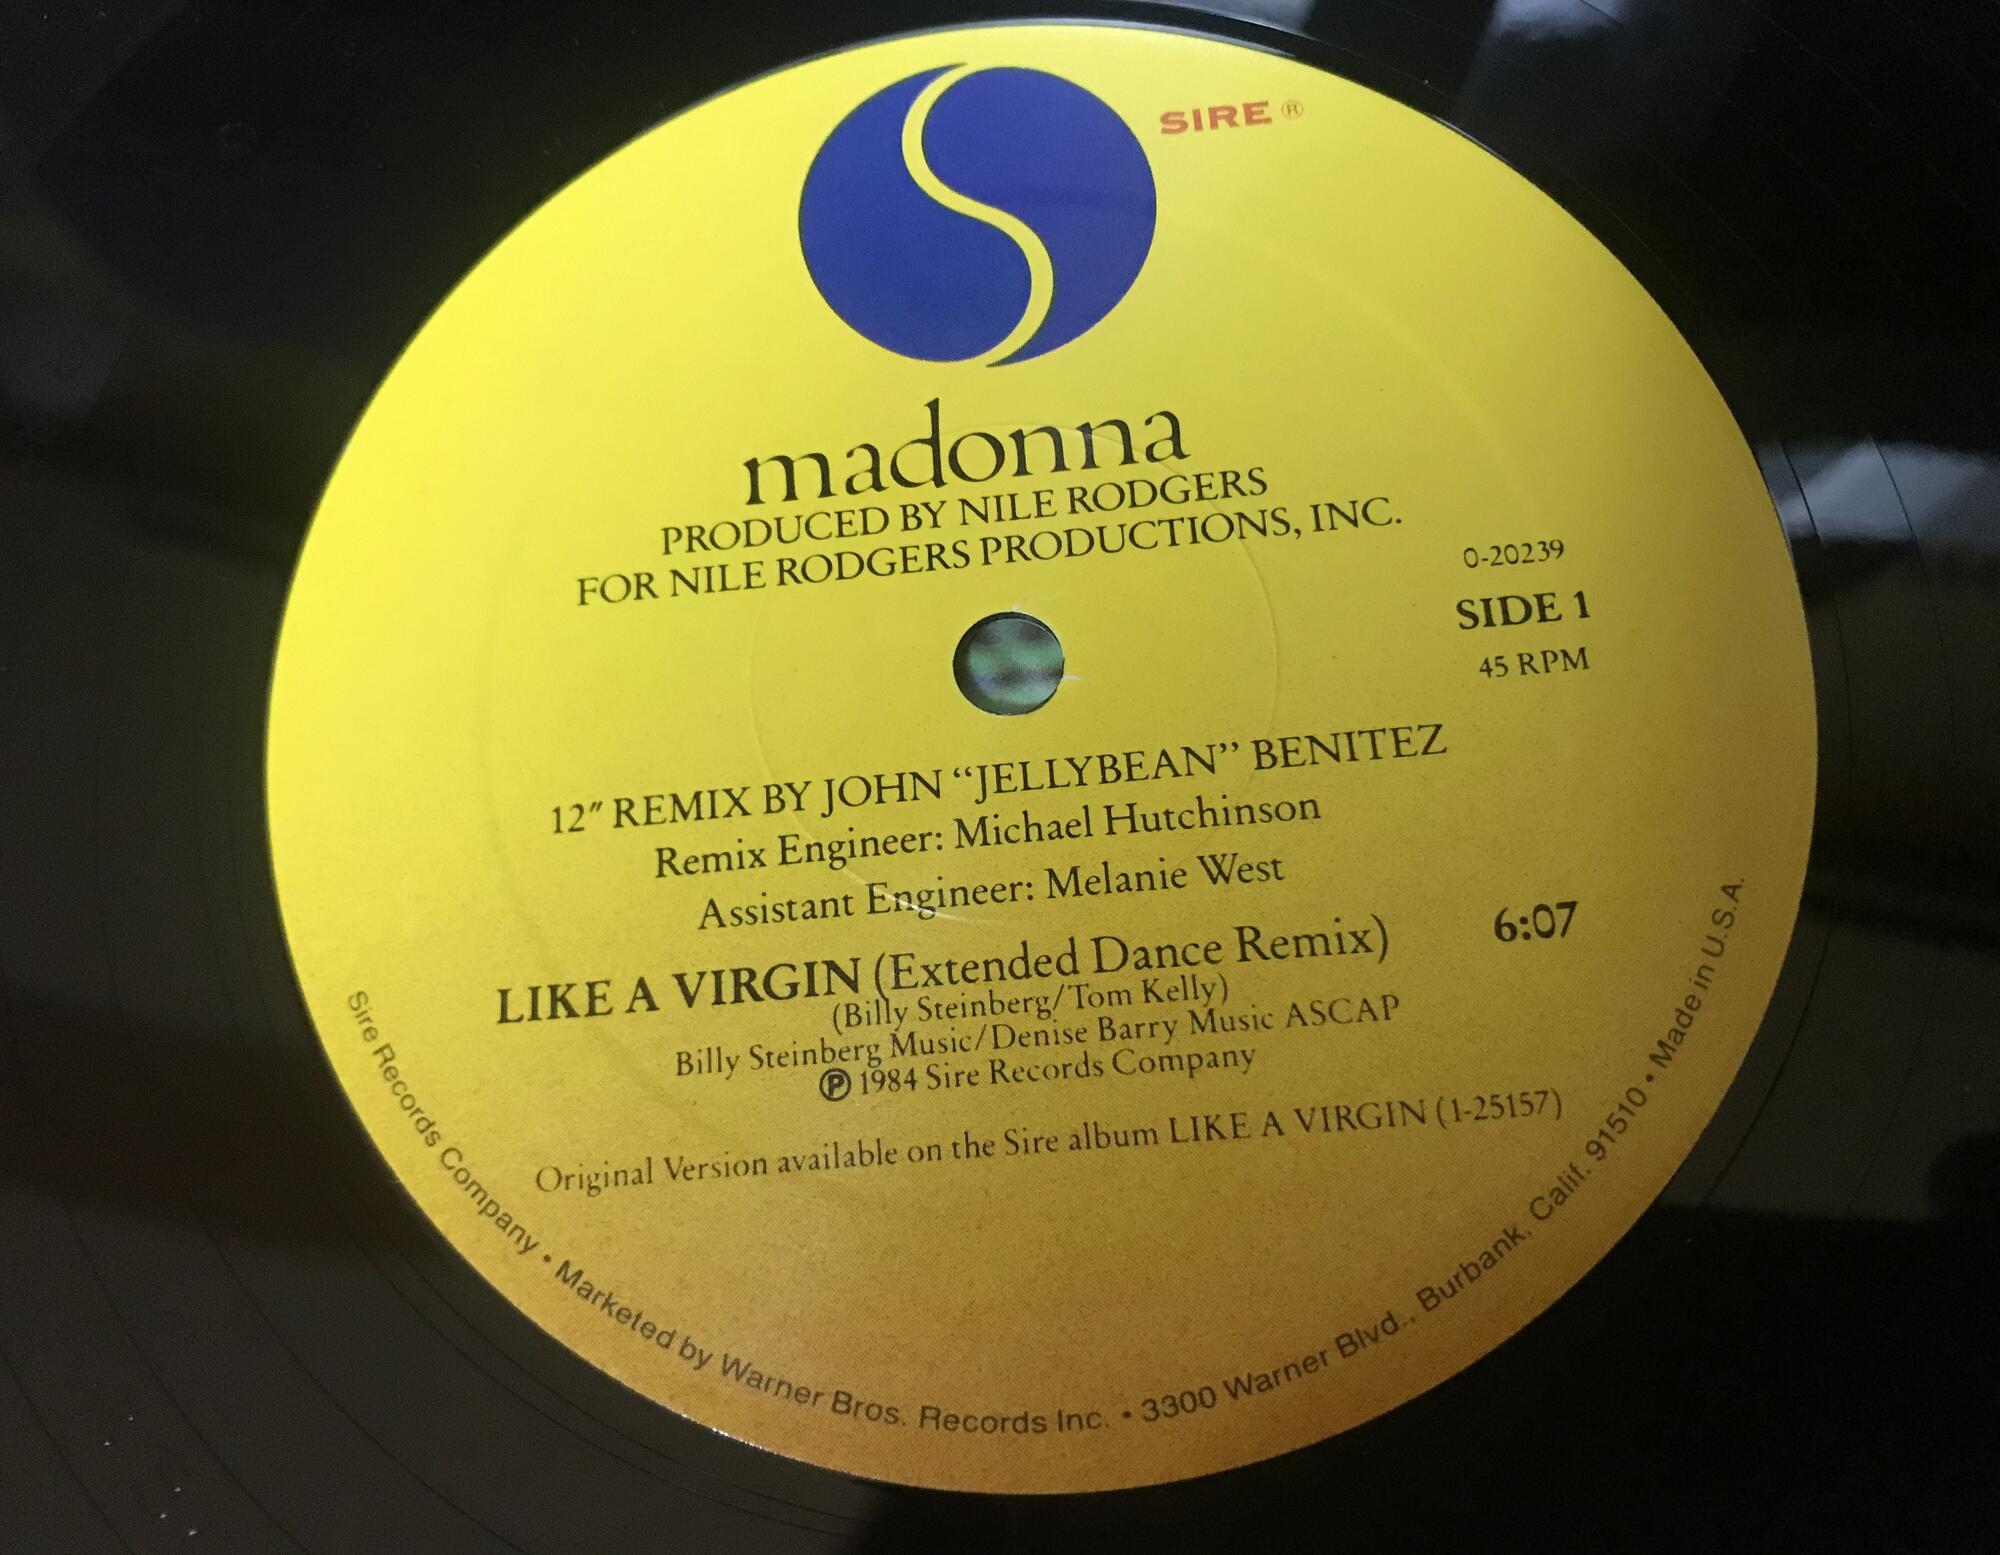 SIRE ®
madonna
PRODUCED BY NILE RODGERS
FOR NILE RODGERS PRODUCTIONS, INC.
0-20239
SIDE 1
45 RPM
12" REMIX BY JOHN “JELLYBEAN” BENITEZ
Remix Engineer: Michael Hutchinson
Assistant Engineer: Melanie West
LIKE A VIRGIN (Extended Dance Remix) 6:07
(Billy Steinberg/Tom Kelly)
Billy Steinberg Music/Denise Barry Music ASCAP
℗ 1984 Sire Records Company
Original Version available on the Sire album LIKE A VIRGIN (1-25157)
Sire Records Company • Marketed by Warner Bros. Records Inc. • 3300 Warner Blvd., Burbank, Calif. 91510 • Made in U.S.A.